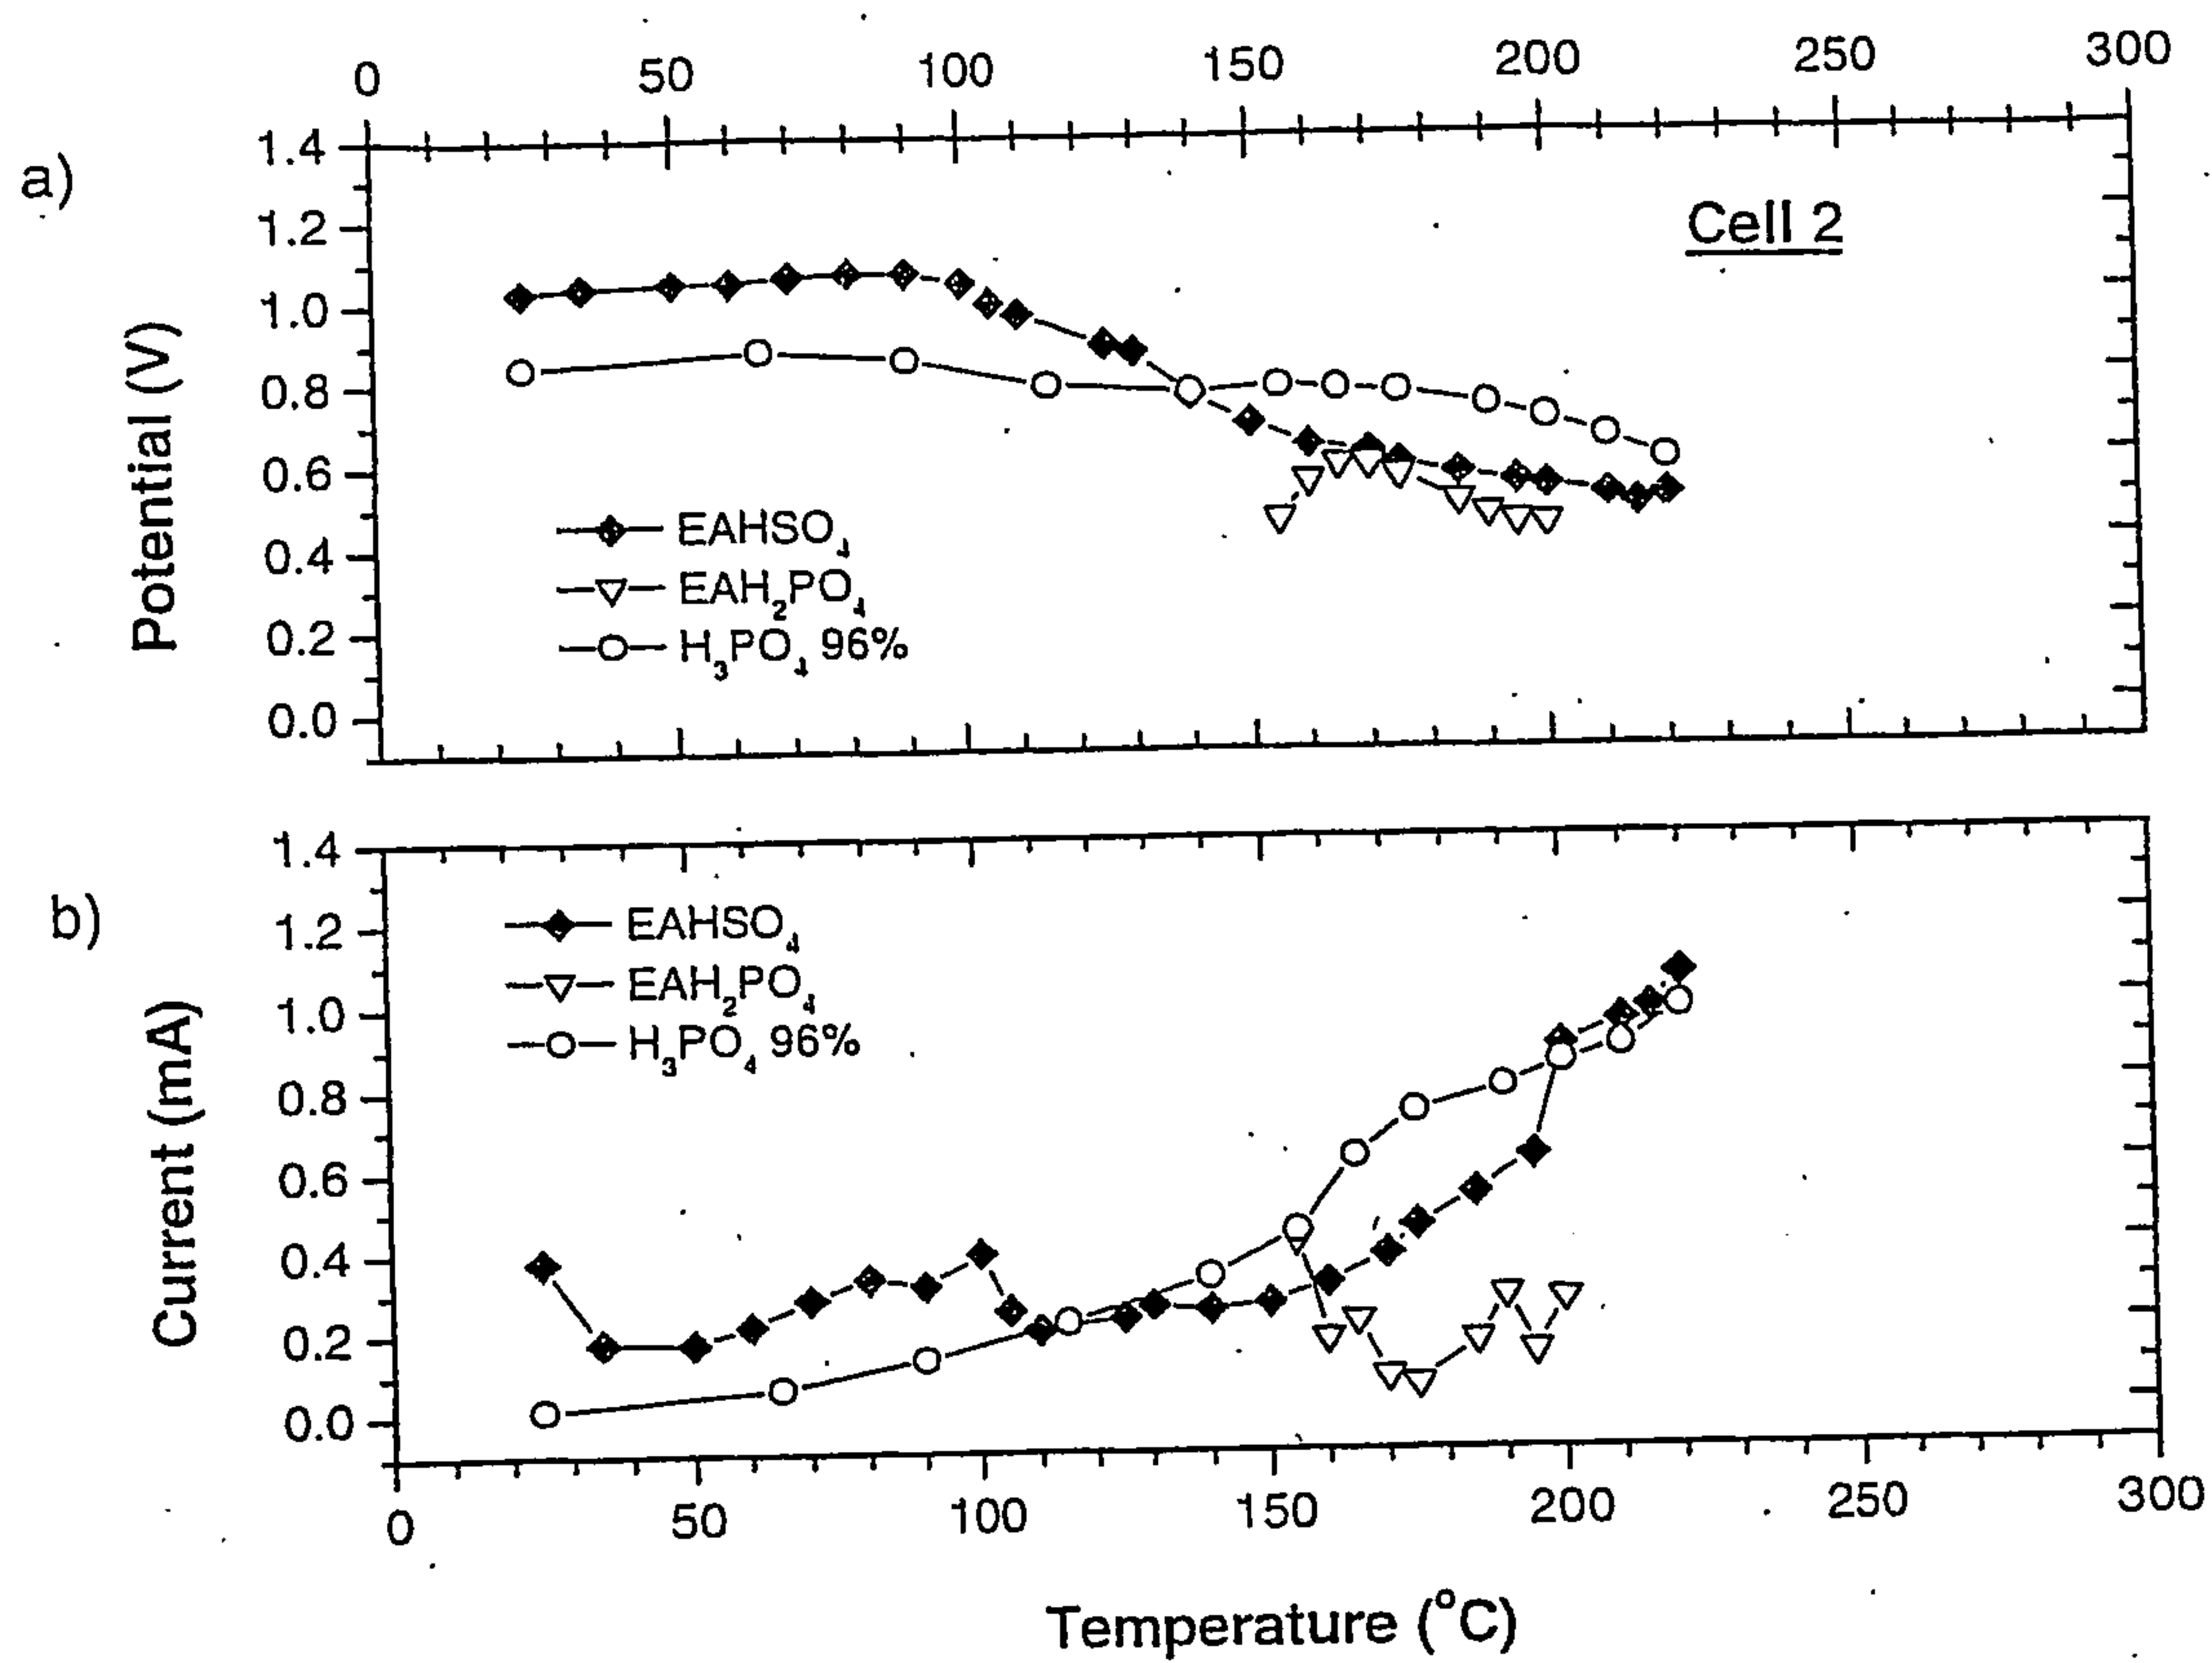 0 50 100 150 200 250 300
a)
1.4
1.2
1.0
0.8
0.6
0.4
0.2
0.0
Potential (V)
Cell 2
EAHSO₄
EAH₂PO₄
H₃PO₄ 96%
b)
1.4
1.2
1.0
0.8
0.6
0.4
0.2
0.0
Current (mA)
EAHSO₄
EAH₂PO₄
H₃PO₄ 96%
0 50 100 150 200 250 300
Temperature (°C)